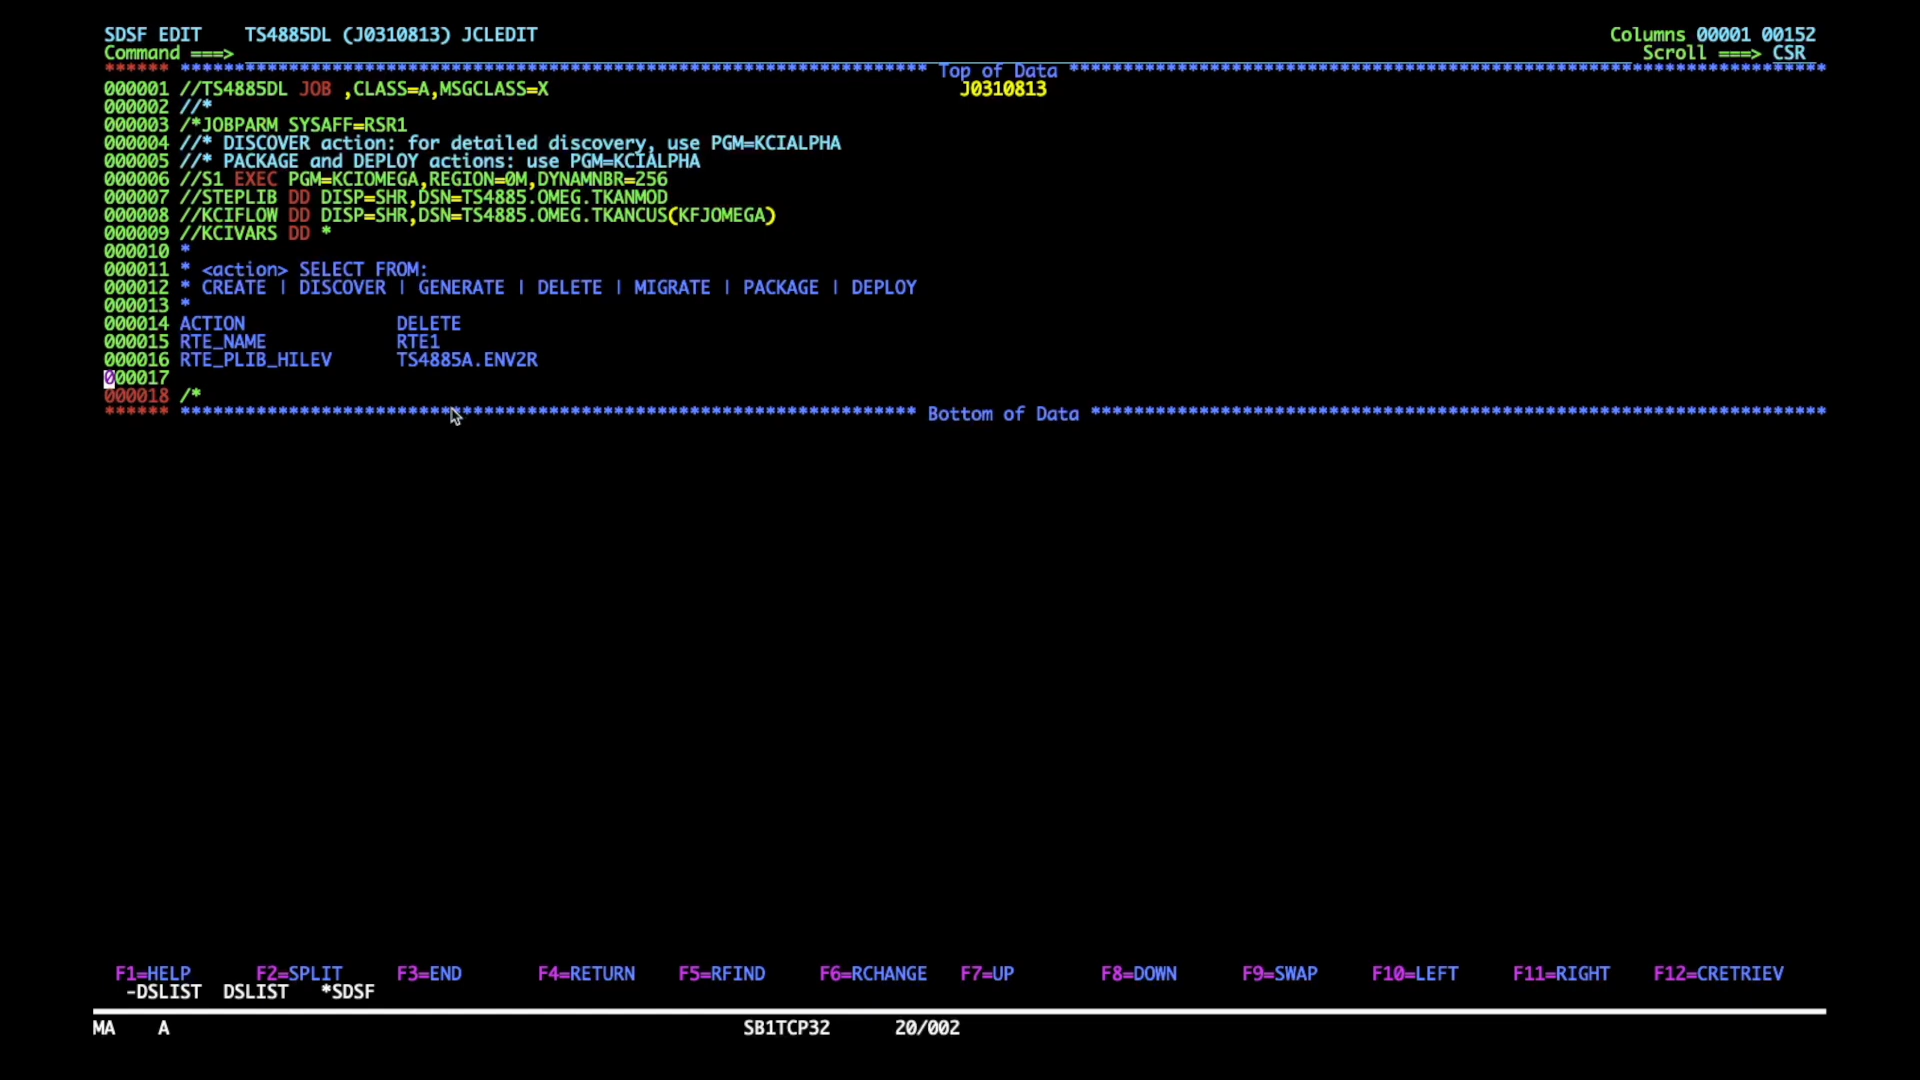 SDSF EDIT    TS4885DL (J0310813) JCLEDIT    Columns 00001 00152
Command ===>    Scroll ===> CSR
****** ********************************************************************* Top of Data **********************************************************************
000001 //TS4885DL JOB ,CLASS=A,MSGCLASS=X    J0310813
000002 //*
000003 /*JOBPARM SYSAFF=RSR1
000004 //* DISCOVER action: for detailed discovery, use PGM=KCIALPHA
000005 //* PACKAGE and DEPLOY actions: use PGM=KCIALPHA
000006 //S1 EXEC PGM=KCIOMEGA,REGION=0M,DYNAMNBR=256
000007 //STEPLIB DD DISP=SHR,DSN=TS4885.OMEG.TKANMOD
000008 //KCIFLOW DD DISP=SHR,DSN=TS4885.OMEG.TKANCUS(KFJOMEGA)
000009 //KCIVARS DD *
000010 *
000011 * <action> SELECT FROM:
000012 * CREATE | DISCOVER | GENERATE | DELETE | MIGRATE | PACKAGE | DEPLOY
000013 *
000014 ACTION              DELETE
000015 RTE_NAME            RTE1
000016 RTE_PLIB_HILEV      TS4885A.ENV2R
000017
000018 /*
****** ******************************************************************** Bottom of Data ********************************************************************
F1=HELP    F2=SPLIT    F3=END    F4=RETURN    F5=RFIND    F6=RCHANGE    F7=UP    F8=DOWN    F9=SWAP    F10=LEFT    F11=RIGHT    F12=CRETRIEV
-DSLIST  DSLIST   *SDSF
MA    A    SB1TCP32    20/002